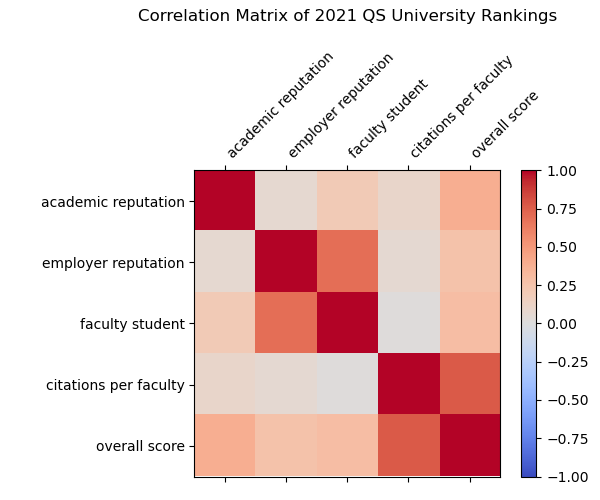 Correlation Matrix of 2021 QS University Rankings
academic reputation
employer reputation
faculty student
citations per faculty
overall score
academic reputation
employer reputation
faculty student
citations per faculty
overall score
1.00
0.75
0.50
0.25
0.00
−0.25
−0.50
−0.75
−1.00